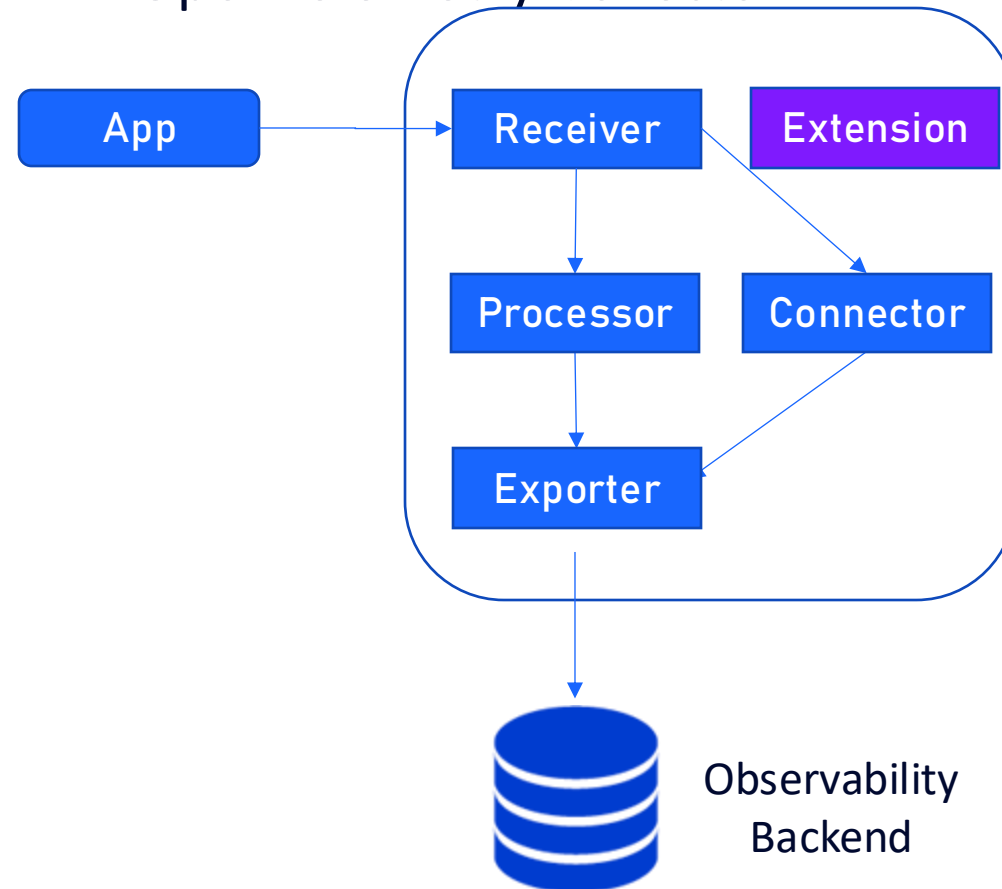 App
Receiver
Extension
Processor
Connector
Exporter
Observability
Backend